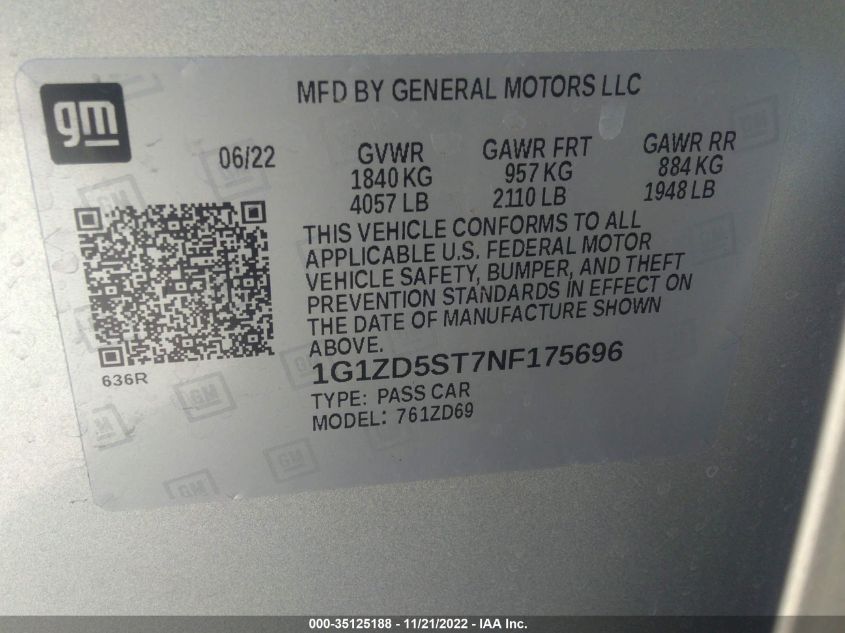 gm
MFD BY GENERAL MOTORS LLC
06/22
GVWR
1840 KG
4057 LB
GAWR FRT
957 KG
2110 LB
GAWR RR
884 KG
1948 LB
THIS VEHICLE CONFORMS TO ALL
APPLICABLE U.S. FEDERAL MOTOR
VEHICLE SAFETY, BUMPER, AND THEFT
PREVENTION STANDARDS IN EFFECT ON
THE DATE OF MANUFACTURE SHOWN
ABOVE.
636R
1G1ZD5ST7NF175696
TYPE: PASS CAR
MODEL: 761ZD69
000-35125188 - 11/21/2022 - IAA Inc.